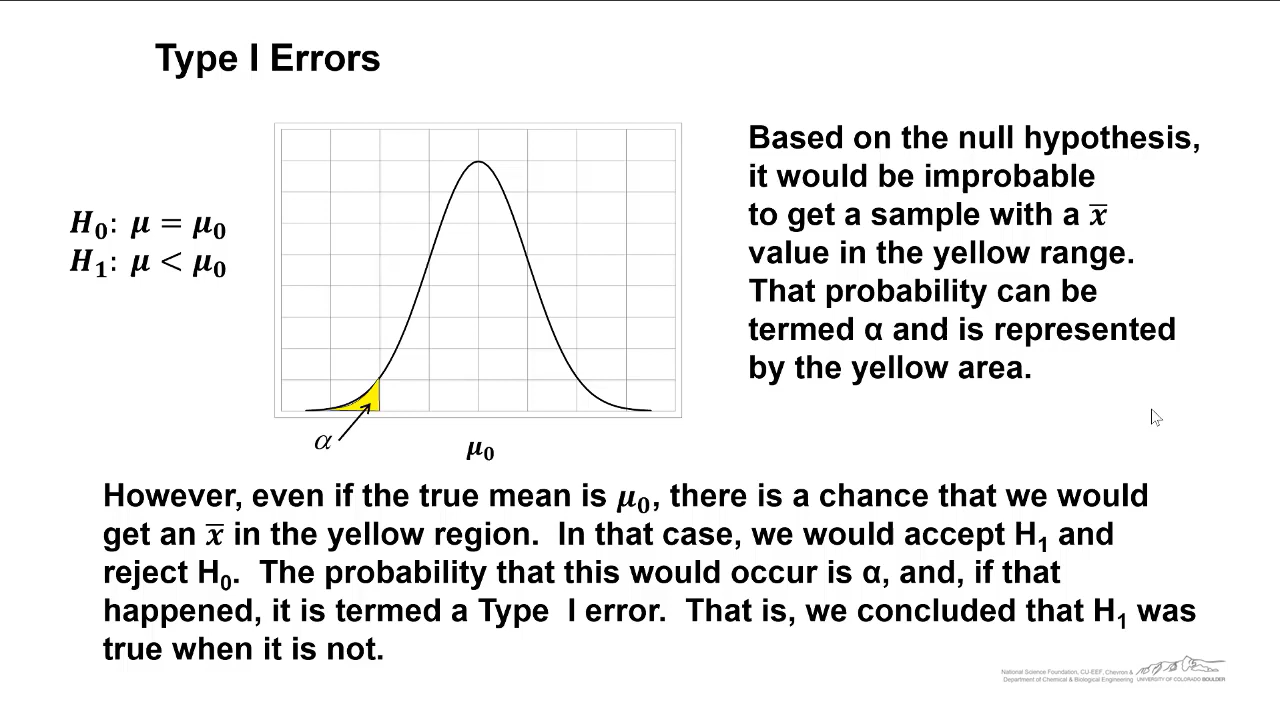 Type I Errors
H₀: μ = μ₀
H₁: μ < μ₀
Based on the null hypothesis,
it would be improbable
to get a sample with a x̅
value in the yellow range.
That probability can be
termed α and is represented
by the yellow area.
α
μ₀
However, even if the true mean is μ₀, there is a chance that we would
get an x̅ in the yellow region. In that case, we would accept H₁ and
reject H₀. The probability that this would occur is α, and, if that
happened, it is termed a Type I error. That is, we concluded that H₁ was
true when it is not.
National Science Foundation, CU-EEF, Chevron &
Department of Chemical & Biological Engineering
UNIVERSITY OF COLORADO BOULDER